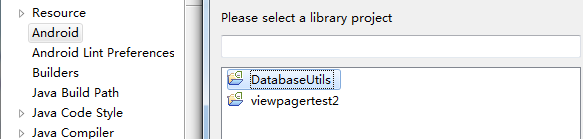 Resource
Android
Android Lint Preferences
Builders
Java Build Path
Java Code Style
Java Compiler
Please select a library project
DatabaseUtils
viewpagertest2